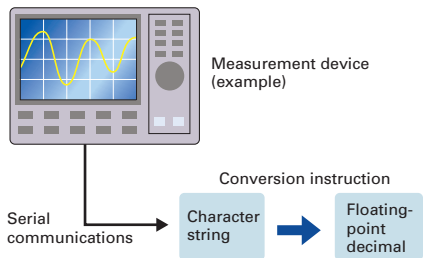 Measurement device
(example)
Conversion instruction
Serial
communications
Character
string
Floating-
point
decimal